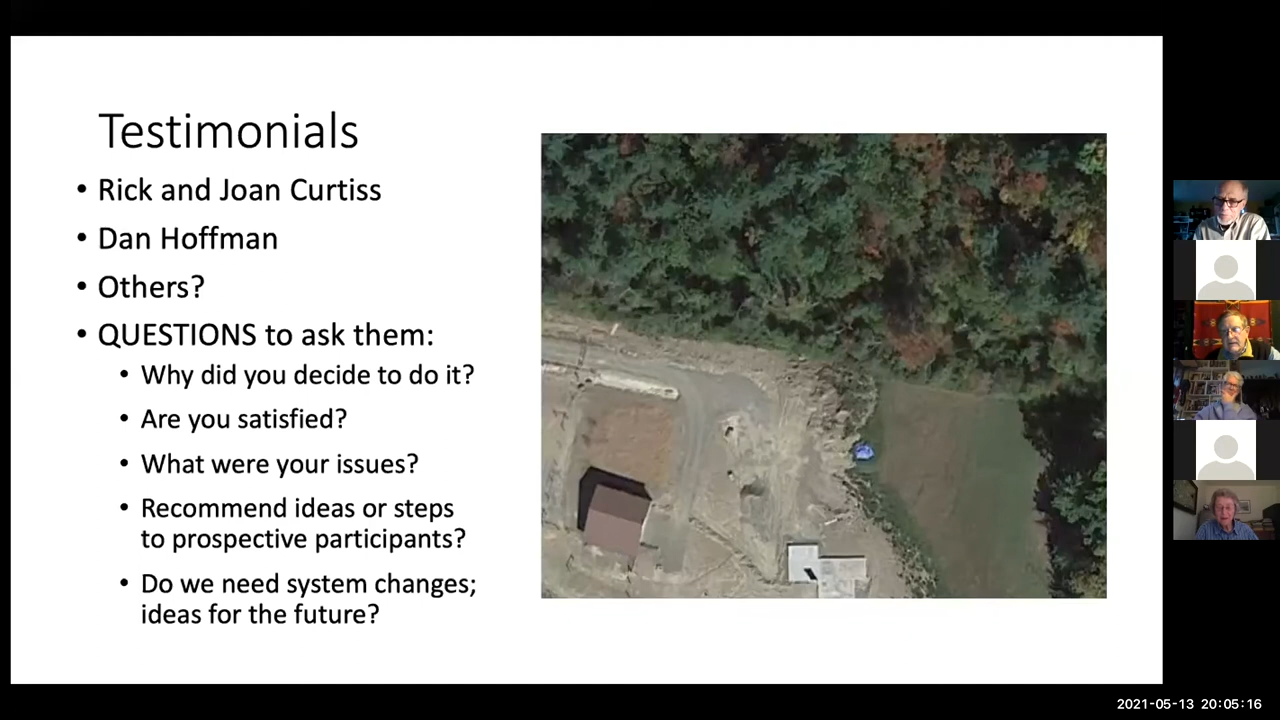 Testimonials
• Rick and Joan Curtiss
• Dan Hoffman
• Others?
• QUESTIONS to ask them:
• Why did you decide to do it?
• Are you satisfied?
• What were your issues?
• Recommend ideas or steps
to prospective participants?
• Do we need system changes;
ideas for the future?
2021-05-13 20:05:16